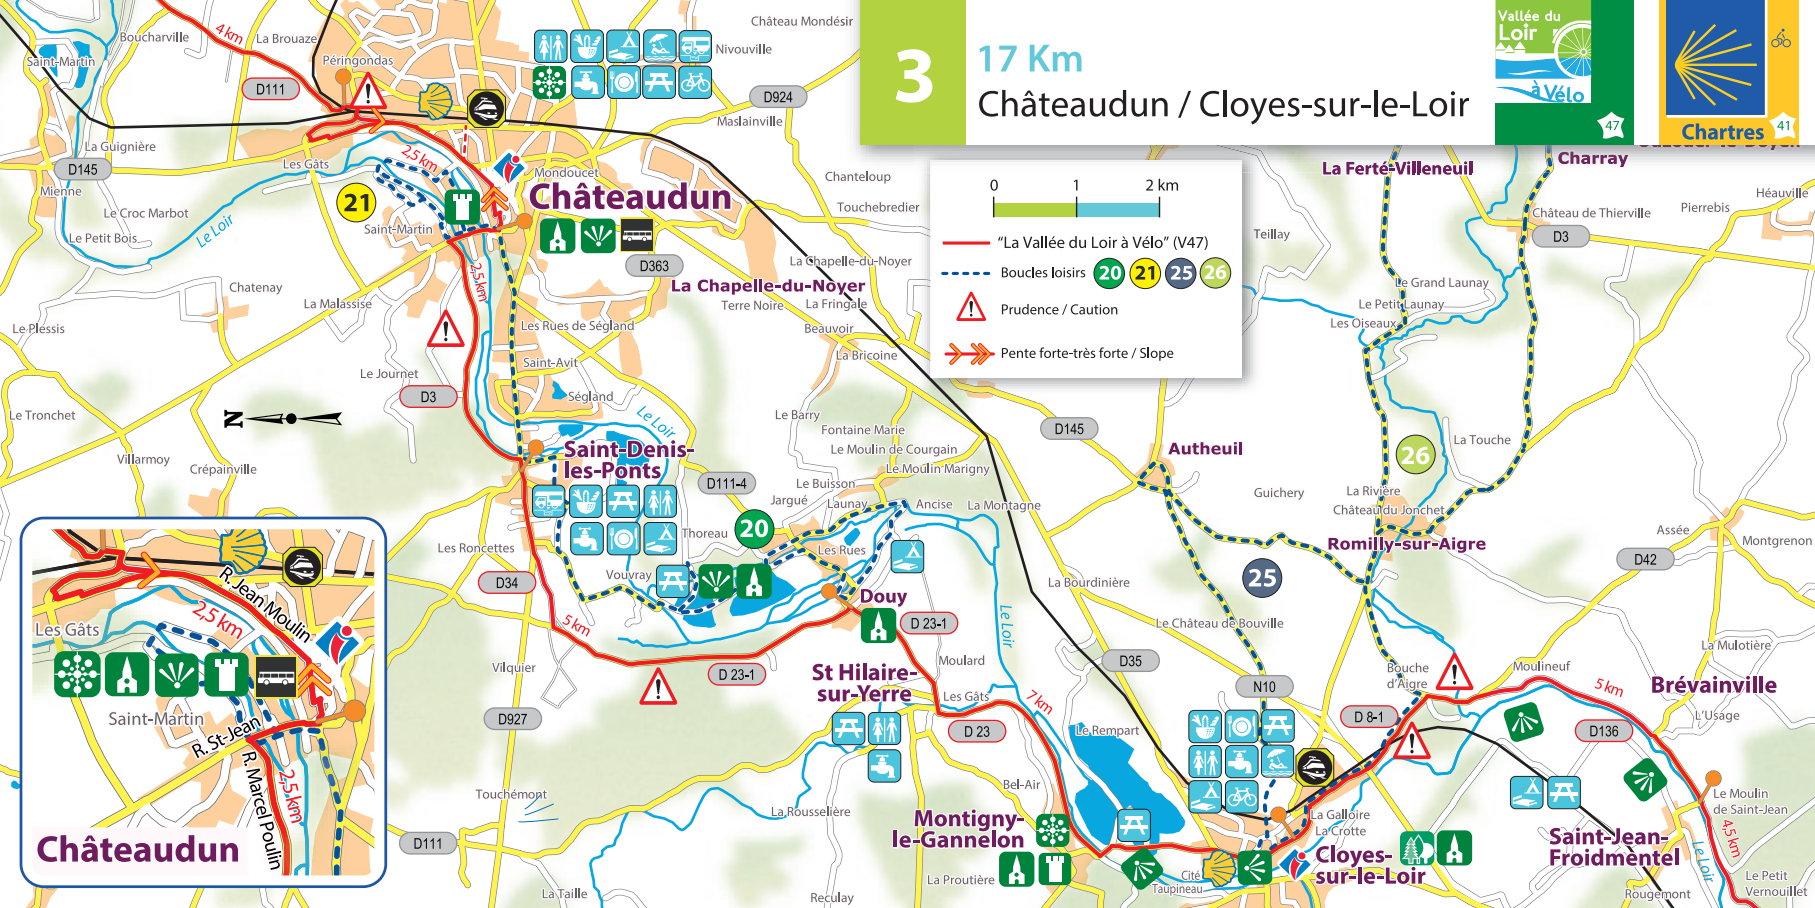 3
17 Km
Châteaudun / Cloyes-sur-le-Loir
Vallée du
Loir
à Vélo
47
Chartres
41
0 1 2 km
"La Vallée du Loir à Vélo" (V47)
Boucles loisirs 20 21 25 26
Prudence / Caution
Pente forte-très forte / Slope
Boucharville
4 km
La Brouaze
Saint-Martin
Péringondas
D111
Château Mondésir
Nivouville
D924
Maslainville
La Guignière
D145
Mienne
Les Gâts
2,5 km
Mondoucet
Châteaudun
21
Le Croc Marbot
Le Petit Bois
Le Loir
Saint-Martin
Chanteloup
Touchebredier
D363
La Chapelle-du-Noyer
La Chapelle-du-Noyer
Terre Noire
La Fringale
Chatenay
La Malassise
2,5 km
Le Plessis
Les Rues de Ségland
Beauvoir
La Bricoine
Saint-Avit
Le Journet
D3
Ségland
Le Tronchet
N
Le Loir
Le Barry
Fontaine Marie
Le Moulin de Courgain
Le Moulin Marigny
Villarmoy
Crépainville
Saint-Denis-
les-Ponts
D111-4
Le Buisson
Jargué
Launay
Ancise
La Montagne
20
Thoreau
Les Rues
Les Roncettes
Vouvray
D34
5 km
Douy
D 23-1
Le Loir
D 23-1
Vilquier
D927
St Hilaire-
sur-Yerre
Moulard
Les Gâts
7 km
D 23
Le Rempart
Touchémont
Bel-Air
La Rousselière
D111
Montigny-
le-Gannelon
La Proutière
La Taille
Reculay
Cité
Taupineau
Cloyes-
sur-le-Loir
La Galloire
La Crotte
La Ferté-Villeneuil
Charray
Héauville
Château de Thierville
Pierrebis
D3
Teillay
Le Grand Launay
Le Petit Launay
Les Oiseaux
D145
Autheuil
26
La Touche
Guichery
La Rivière
Château du Jonchet
Romilly-sur-Aigre
Assée
Montgrenon
D42
25
La Bourdinière
Le Château de Bouville
D35
N10
Bouche
d'Aigre
Moulineuf
5 km
La Mulotière
Brévainville
L'Usage
D 8-1
D136
Le Moulin
de Saint-Jean
Saint-Jean-
Froidmentel
4,5 km
Le Loir
Le Petit
Vernouillet
Rougemont
R. Jean Moulin
2,5 km
Les Gâts
Saint-Martin
R. St-Jean
R. Marcel Poulin
2,5 km
Châteaudun